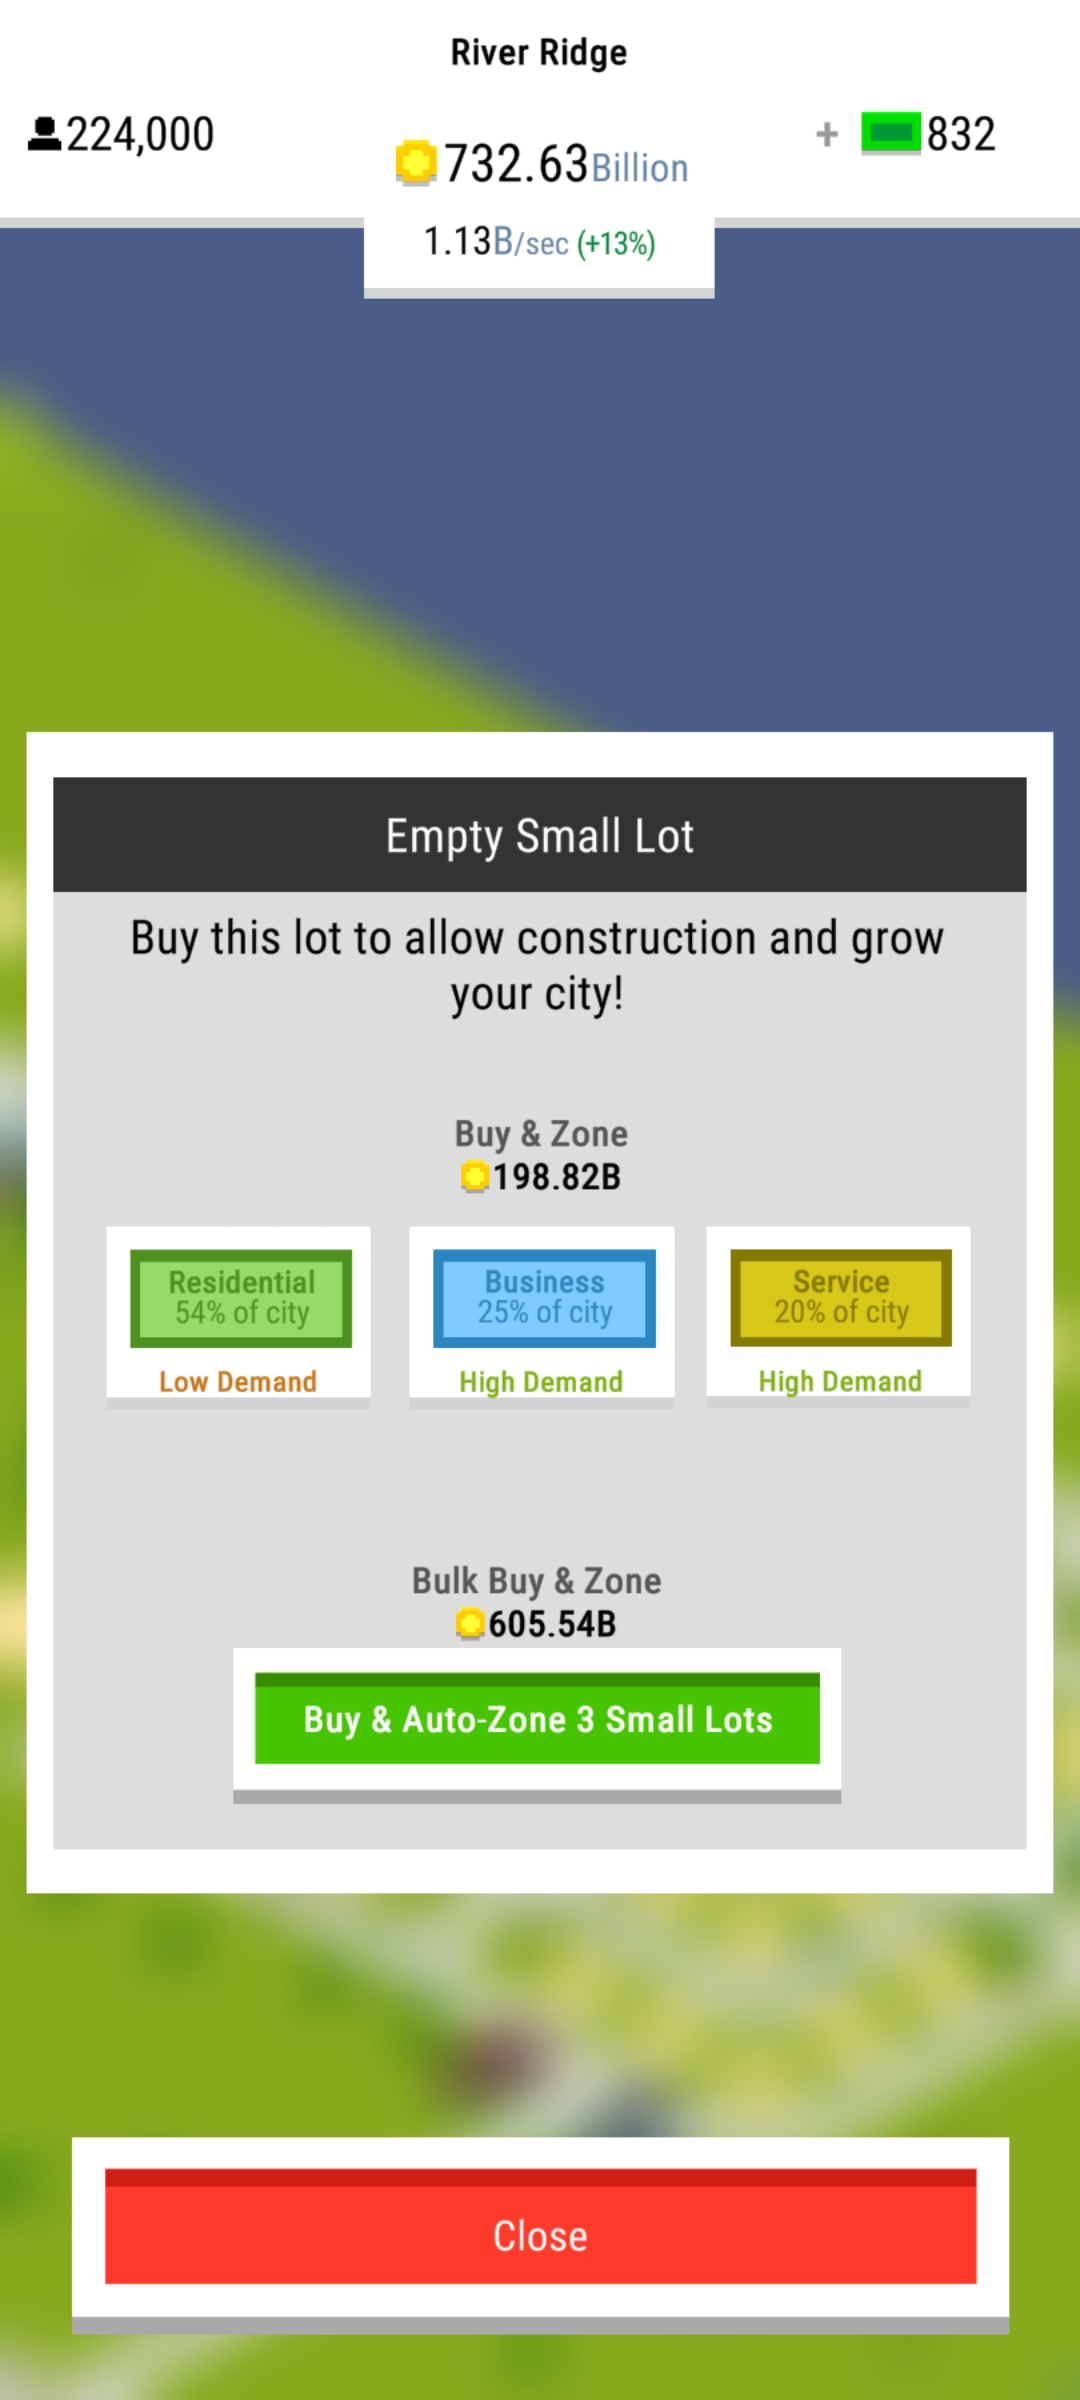 River Ridge
224,000
732.63Billion
+ 832
1.13B/sec (+13%)
Empty Small Lot
Buy this lot to allow construction and grow
your city!
Buy & Zone
198.82B
Residential
54% of city
Low Demand
Business
25% of city
High Demand
Service
20% of city
High Demand
Bulk Buy & Zone
605.54B
Buy & Auto-Zone 3 Small Lots
Close